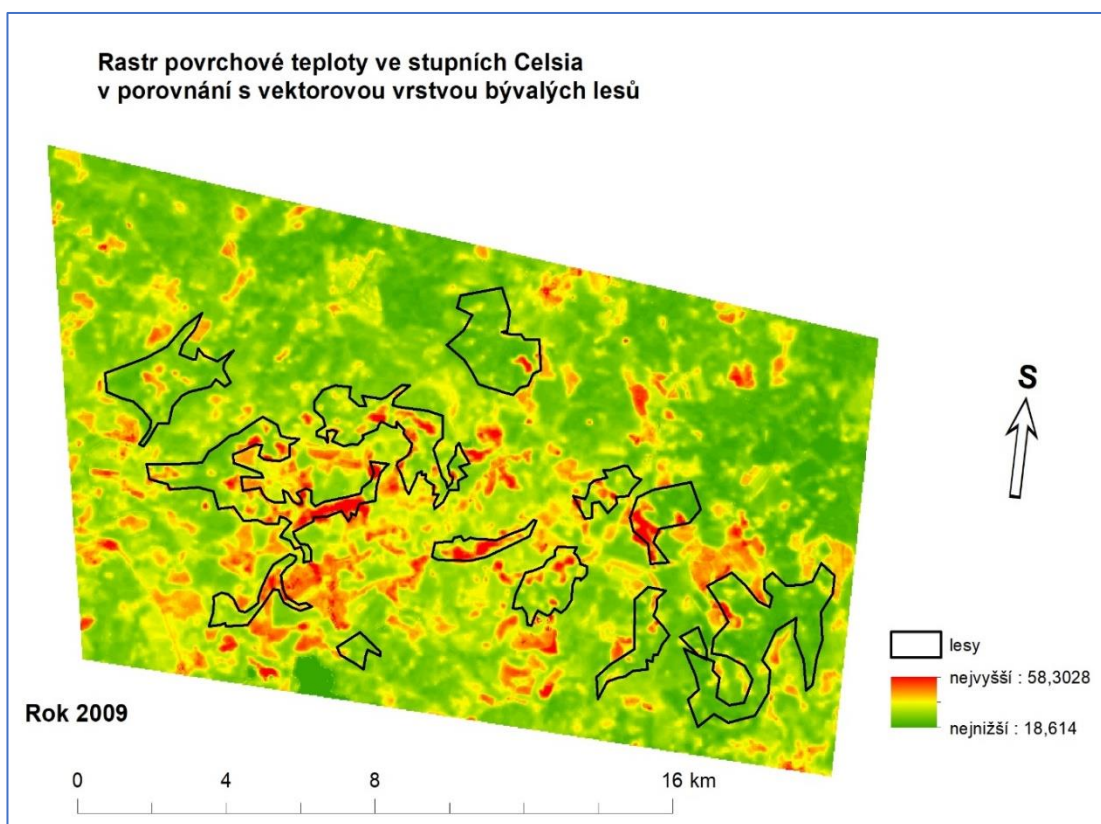 Rastr povrchové teploty ve stupních Celsia
v porovnání s vektorovou vrstvou bývalých lesů
S
lesy
nejvyšší : 58,3028
nejnižší : 18,614
Rok 2009
0 4 8 16 km